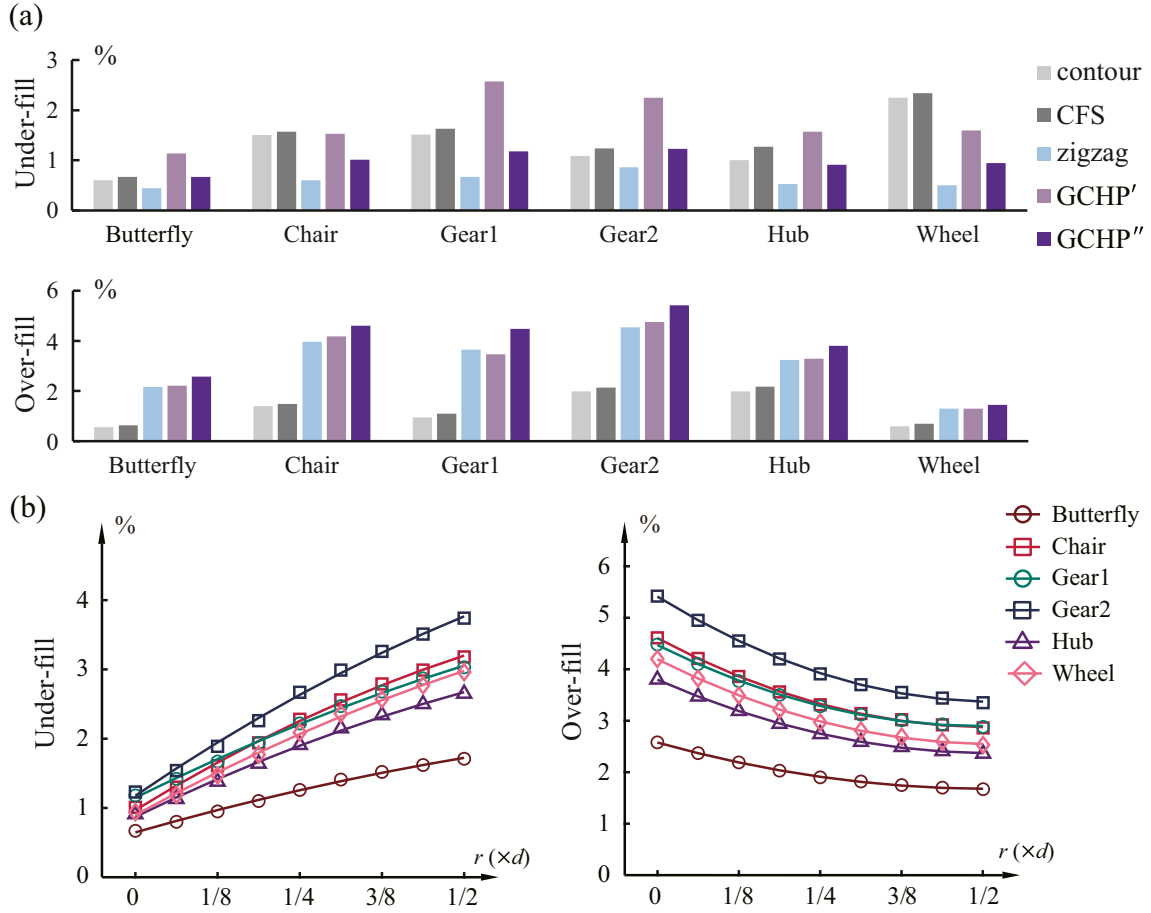 (a)
%
Under-fill
3
2
1
0
Butterfly Chair Gear1 Gear2 Hub Wheel
contour
CFS
zigzag
GCHP′
GCHP″
%
Over-fill
6
4
2
0
Butterfly Chair Gear1 Gear2 Hub Wheel
(b)
%
Under-fill
4
3
2
1
0
0 1/8 1/4 3/8 1/2
r (×d)
%
Over-fill
6
5
4
3
2
1
0
0 1/8 1/4 3/8 1/2
r (×d)
Butterfly
Chair
Gear1
Gear2
Hub
Wheel